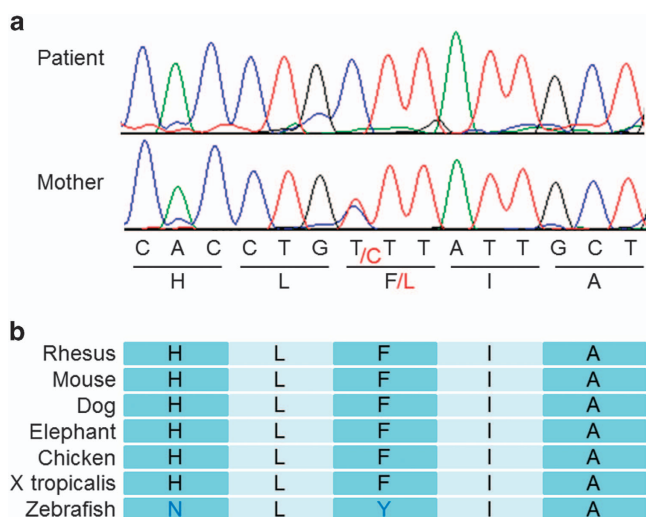 a
Patient
Mother
C A C C T G T/C T T A T T G C T
H L F/L I A
b
Rhesus H L F I A
Mouse H L F I A
Dog H L F I A
Elephant H L F I A
Chicken H L F I A
X tropicalis H L F I A
Zebrafish N L Y I A